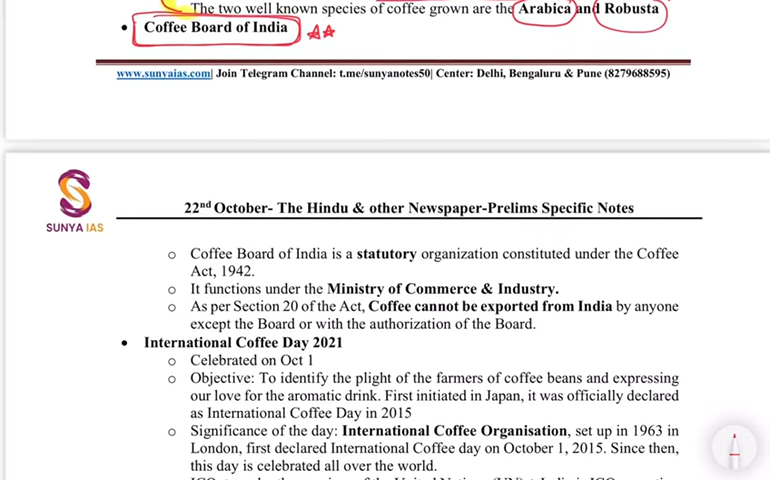 The two well known species of coffee grown are the Arabica and Robusta
• Coffee Board of India
www.sunyaias.com| Join Telegram Channel: t.me/sunyanotes50| Center: Delhi, Bengaluru & Pune (8279688595)
SUNYA IAS
22nd October- The Hindu & other Newspaper-Prelims Specific Notes
o Coffee Board of India is a statutory organization constituted under the Coffee
Act, 1942.
o It functions under the Ministry of Commerce & Industry.
o As per Section 20 of the Act, Coffee cannot be exported from India by anyone
except the Board or with the authorization of the Board.
• International Coffee Day 2021
o Celebrated on Oct 1
o Objective: To identify the plight of the farmers of coffee beans and expressing
our love for the aromatic drink. First initiated in Japan, it was officially declared
as International Coffee Day in 2015
o Significance of the day: International Coffee Organisation, set up in 1963 in
London, first declared International Coffee day on October 1, 2015. Since then,
this day is celebrated all over the world.